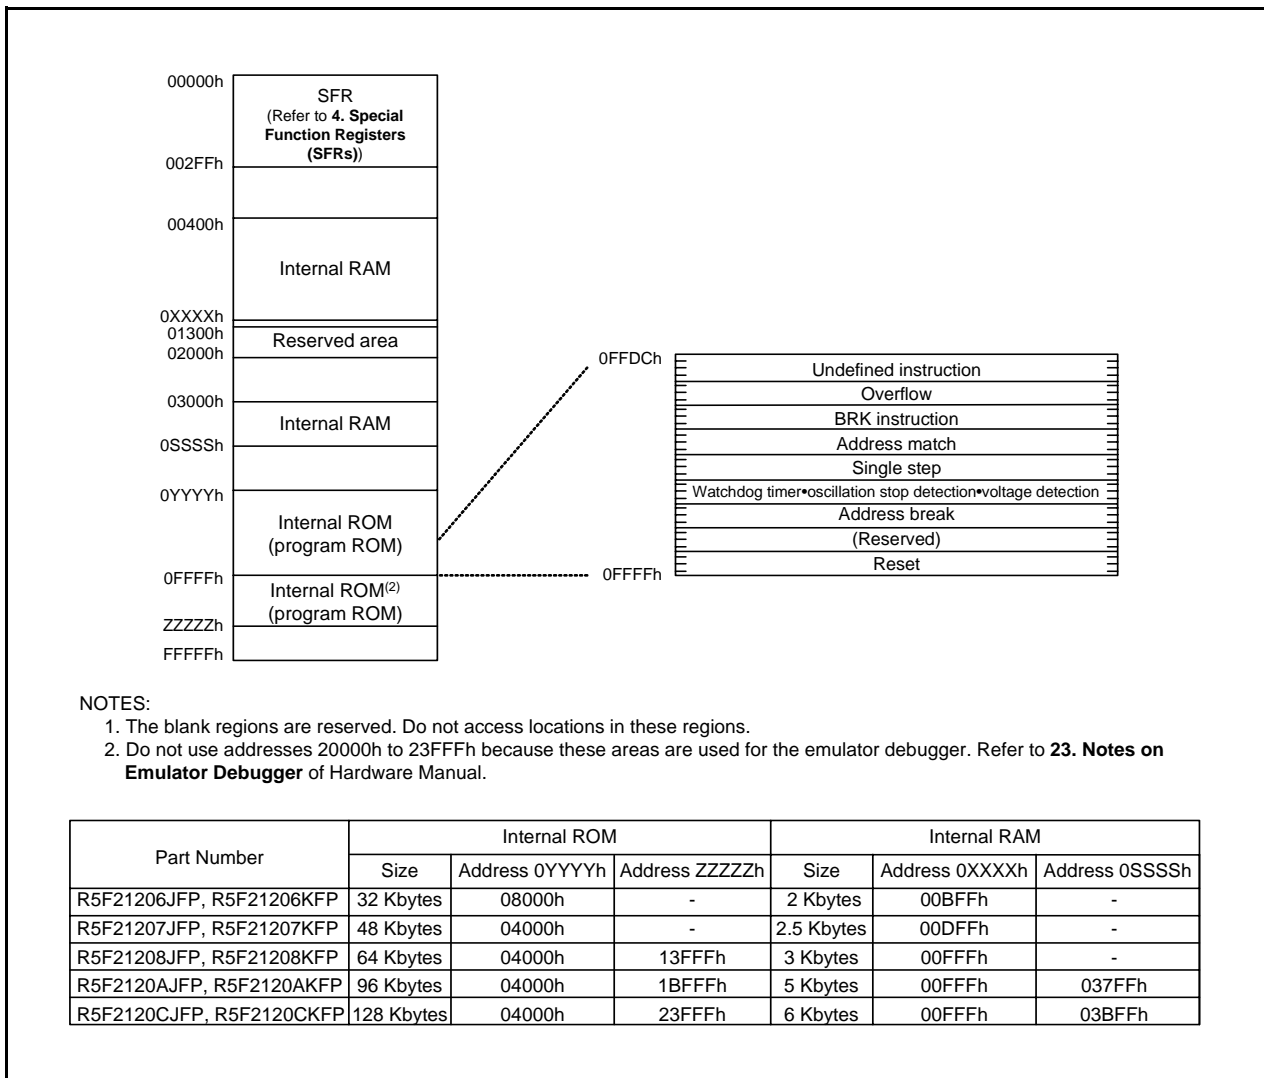 00000h
SFR
(Refer to 4. Special
Function Registers
(SFRs))
002FFh
00400h
Internal RAM
0XXXXh
01300h
Reserved area
02000h
03000h
Internal RAM
0SSSSh
0YYYYh
Internal ROM
(program ROM)
0FFFFh
Internal ROM(2)
(program ROM)
ZZZZZh
FFFFFh
0FFDCh
Undefined instruction
Overflow
BRK instruction
Address match
Single step
Watchdog timer•oscillation stop detection•voltage detection
Address break
(Reserved)
Reset
0FFFFh
NOTES:
1. The blank regions are reserved. Do not access locations in these regions.
2. Do not use addresses 20000h to 23FFFh because these areas are used for the emulator debugger. Refer to 23. Notes on
Emulator Debugger of Hardware Manual.
Part Number Internal ROM Internal RAM
Size Address 0YYYYh Address ZZZZZh Size Address 0XXXXh Address 0SSSSh
R5F21206JFP, R5F21206KFP 32 Kbytes 08000h - 2 Kbytes 00BFFh -
R5F21207JFP, R5F21207KFP 48 Kbytes 04000h - 2.5 Kbytes 00DFFh -
R5F21208JFP, R5F21208KFP 64 Kbytes 04000h 13FFFh 3 Kbytes 00FFFh -
R5F2120AJFP, R5F2120AKFP 96 Kbytes 04000h 1BFFFh 5 Kbytes 00FFFh 037FFh
R5F2120CJFP, R5F2120CKFP 128 Kbytes 04000h 23FFFh 6 Kbytes 00FFFh 03BFFh